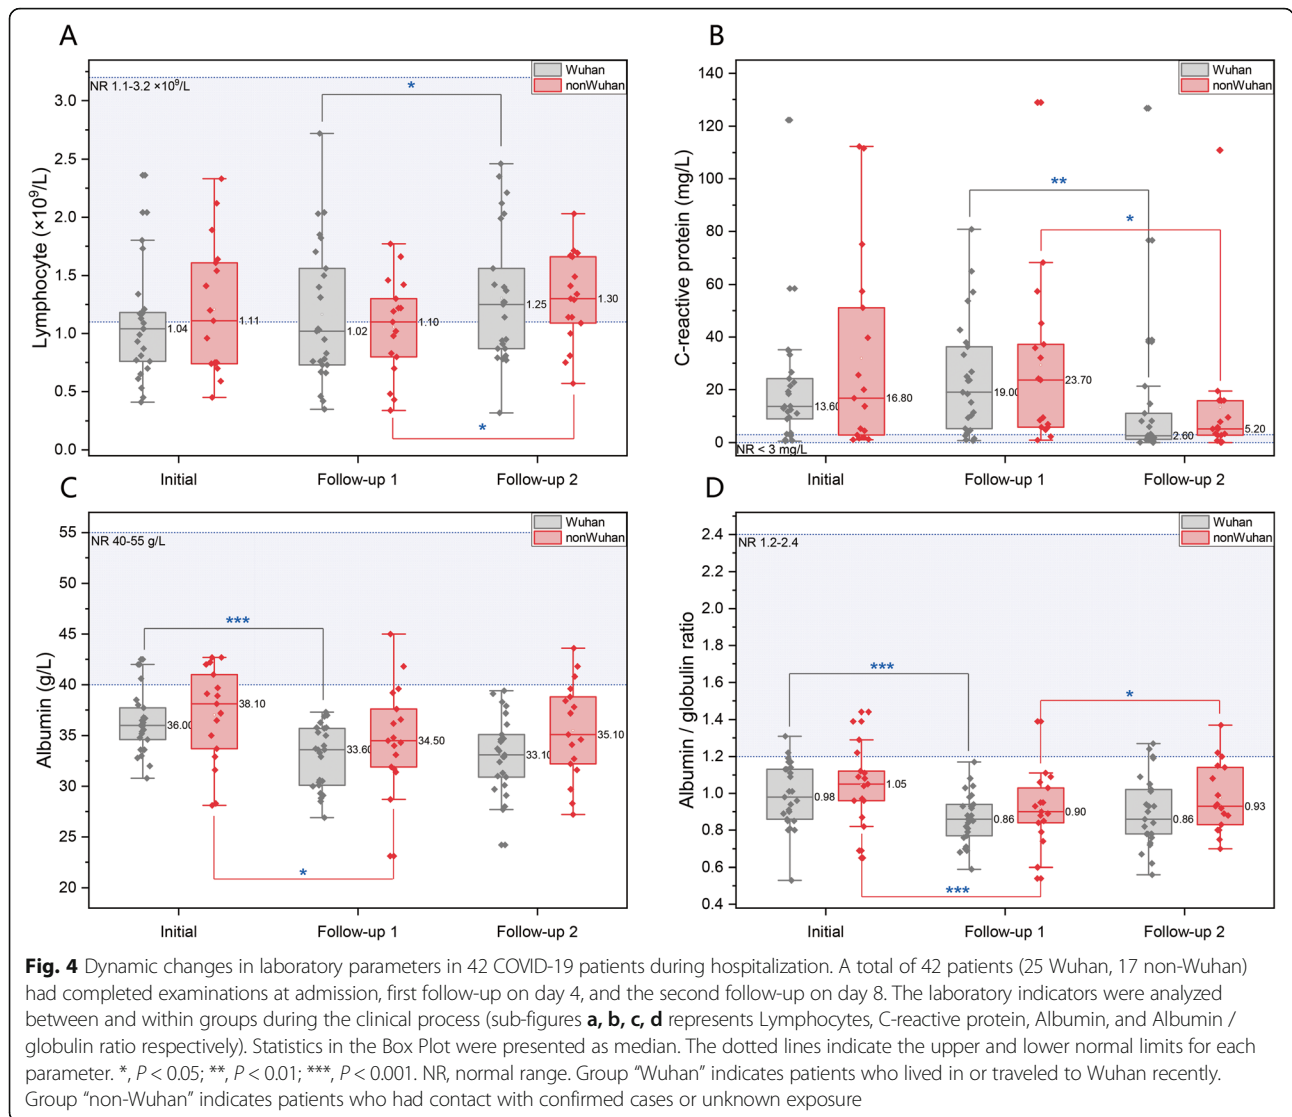 A
Wuhan
nonWuhan
NR 1.1-3.2 ×10⁹/L
*
3.0
2.5
2.0
1.5
1.0
0.5
0.0
Lymphocyte (×10⁹/L)
1.04
1.11
1.02
1.10
1.25
1.30
*
Initial
Follow-up 1
Follow-up 2
B
Wuhan
nonWuhan
140
120
100
80
60
40
20
0
C-reactive protein (mg/L)
**
*
13.60
16.80
19.00
23.70
2.60
5.20
NR < 3 mg/L
Initial
Follow-up 1
Follow-up 2
C
Wuhan
nonWuhan
NR 40-55 g/L
55
50
45
40
35
30
25
20
Albumin (g/L)
***
36.00
38.10
33.60
34.50
33.10
35.10
*
Initial
Follow-up 1
Follow-up 2
D
Wuhan
nonWuhan
NR 1.2-2.4
2.4
2.2
2.0
1.8
1.6
1.4
1.2
1.0
0.8
0.6
0.4
Albumin / globulin ratio
***
*
0.98
1.05
0.86
0.90
0.86
0.93
***
Initial
Follow-up 1
Follow-up 2
Fig. 4 Dynamic changes in laboratory parameters in 42 COVID-19 patients during hospitalization. A total of 42 patients (25 Wuhan, 17 non-Wuhan)
had completed examinations at admission, first follow-up on day 4, and the second follow-up on day 8. The laboratory indicators were analyzed
between and within groups during the clinical process (sub-figures a, b, c, d represents Lymphocytes, C-reactive protein, Albumin, and Albumin /
globulin ratio respectively). Statistics in the Box Plot were presented as median. The dotted lines indicate the upper and lower normal limits for each
parameter. *, P < 0.05; **, P < 0.01; ***, P < 0.001. NR, normal range. Group “Wuhan” indicates patients who lived in or traveled to Wuhan recently.
Group “non-Wuhan” indicates patients who had contact with confirmed cases or unknown exposure